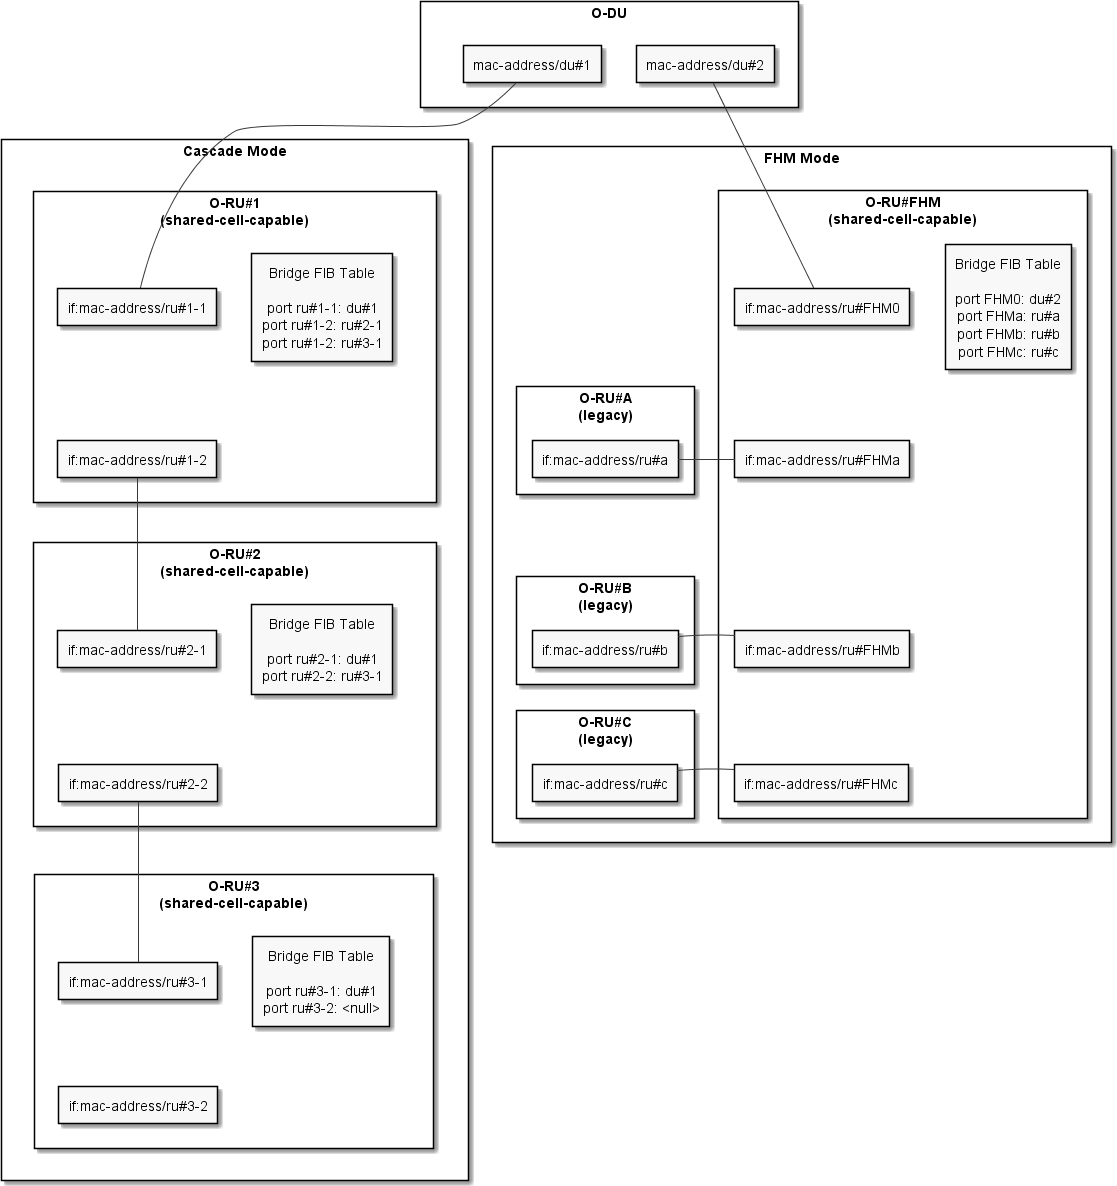 O-DU
mac-address/du#1
mac-address/du#2
Cascade Mode
O-RU#1
(shared-cell-capable)
if:mac-address/ru#1-1
Bridge FIB Table
port ru#1-1: du#1
port ru#1-2: ru#2-1
port ru#1-2: ru#3-1
if:mac-address/ru#1-2
O-RU#2
(shared-cell-capable)
if:mac-address/ru#2-1
Bridge FIB Table
port ru#2-1: du#1
port ru#2-2: ru#3-1
if:mac-address/ru#2-2
O-RU#3
(shared-cell-capable)
if:mac-address/ru#3-1
Bridge FIB Table
port ru#3-1: du#1
port ru#3-2: <null>
if:mac-address/ru#3-2
FHM Mode
O-RU#FHM
(shared-cell-capable)
if:mac-address/ru#FHM0
Bridge FIB Table
port FHM0: du#2
port FHMa: ru#a
port FHMb: ru#b
port FHMc: ru#c
O-RU#A
(legacy)
if:mac-address/ru#a
if:mac-address/ru#FHMa
O-RU#B
(legacy)
if:mac-address/ru#b
if:mac-address/ru#FHMb
O-RU#C
(legacy)
if:mac-address/ru#c
if:mac-address/ru#FHMc